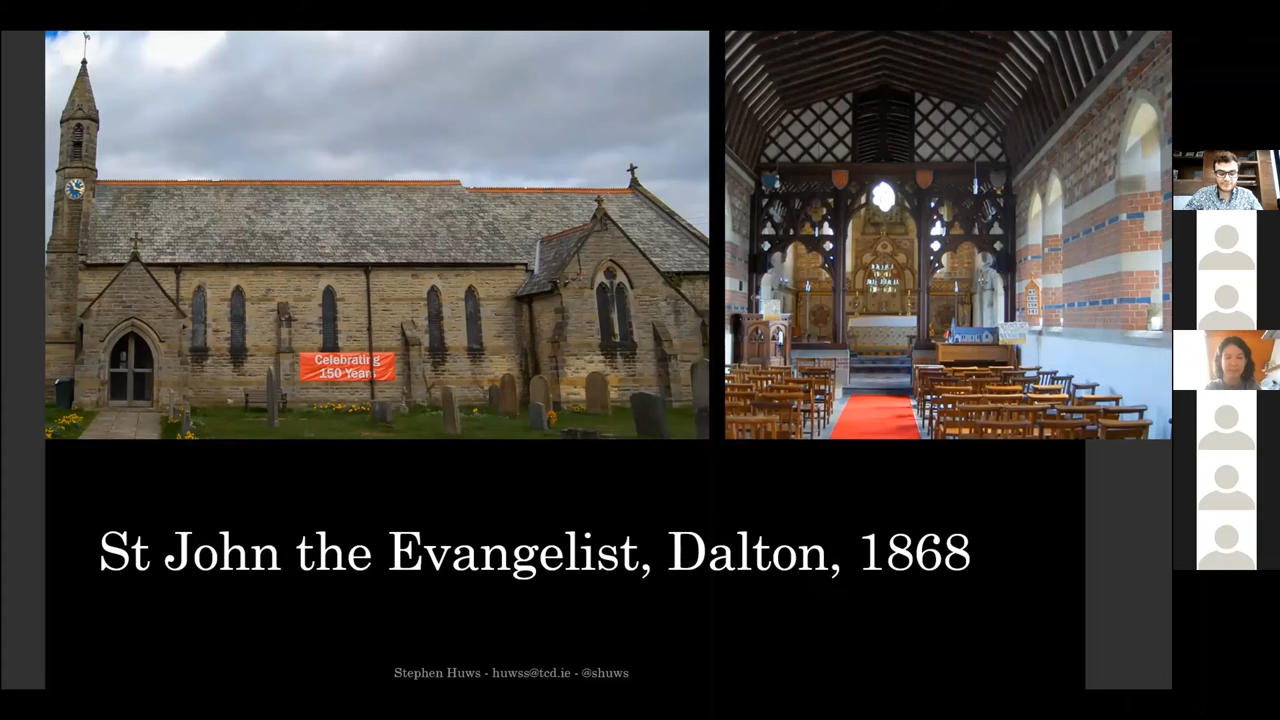 Celebrating
150 Years
St John the Evangelist, Dalton, 1868
Stephen Huws - huwss@tcd.ie - @shuws